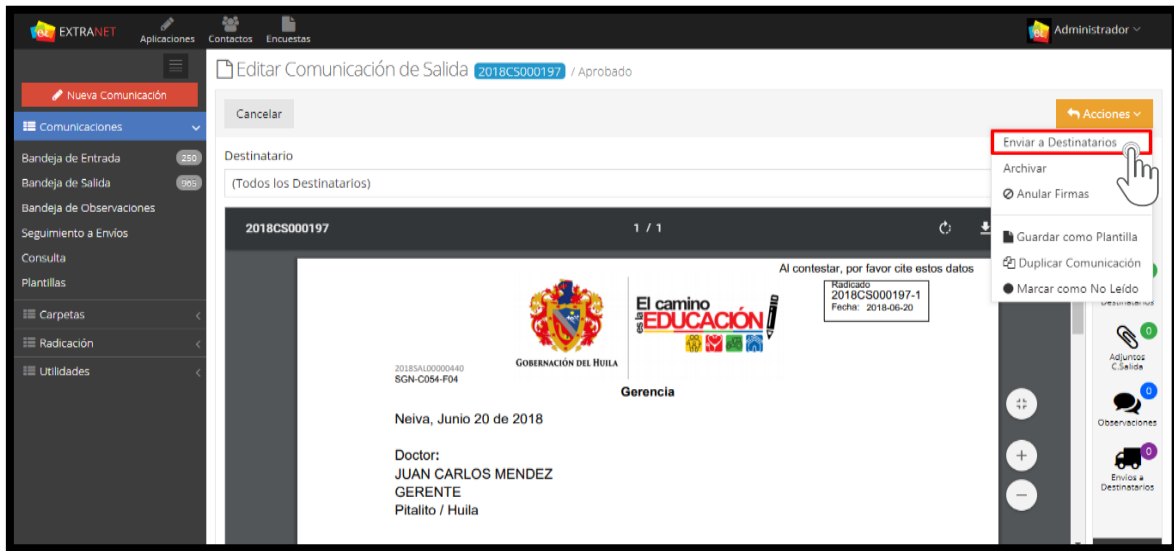 EXTRANET
Aplicaciones
Contactos
Encuestas
Administrador
Nueva Comunicación
Comunicaciones
Bandeja de Entrada 250
Bandeja de Salida 965
Bandeja de Observaciones
Seguimiento a Envíos
Consulta
Plantillas
Carpetas
Radicación
Utilidades
Editar Comunicación de Salida 2018CS000197 / Aprobado
Cancelar
Acciones
Enviar a Destinatarios
Archivar
Anular Firmas
Guardar como Plantilla
Duplicar Comunicación
Marcar como No Leído
Destinatario
(Todos los Destinatarios)
2018CS000197
1 / 1
Al contestar, por favor cite estos datos
Radicado
2018CS000197-1
Fecha: 2018-06-20
GOBERNACIÓN DEL HUILA
El camino
es la EDUCACIÓN
2018SAL00000440
SGN-C054-F04
Gerencia
Neiva, Junio 20 de 2018
Doctor:
JUAN CARLOS MENDEZ
GERENTE
Pitalito / Huila
Destinatarios
0
Adjuntos
C.Salida
0
Observaciones
0
Envios a
Destinatarios